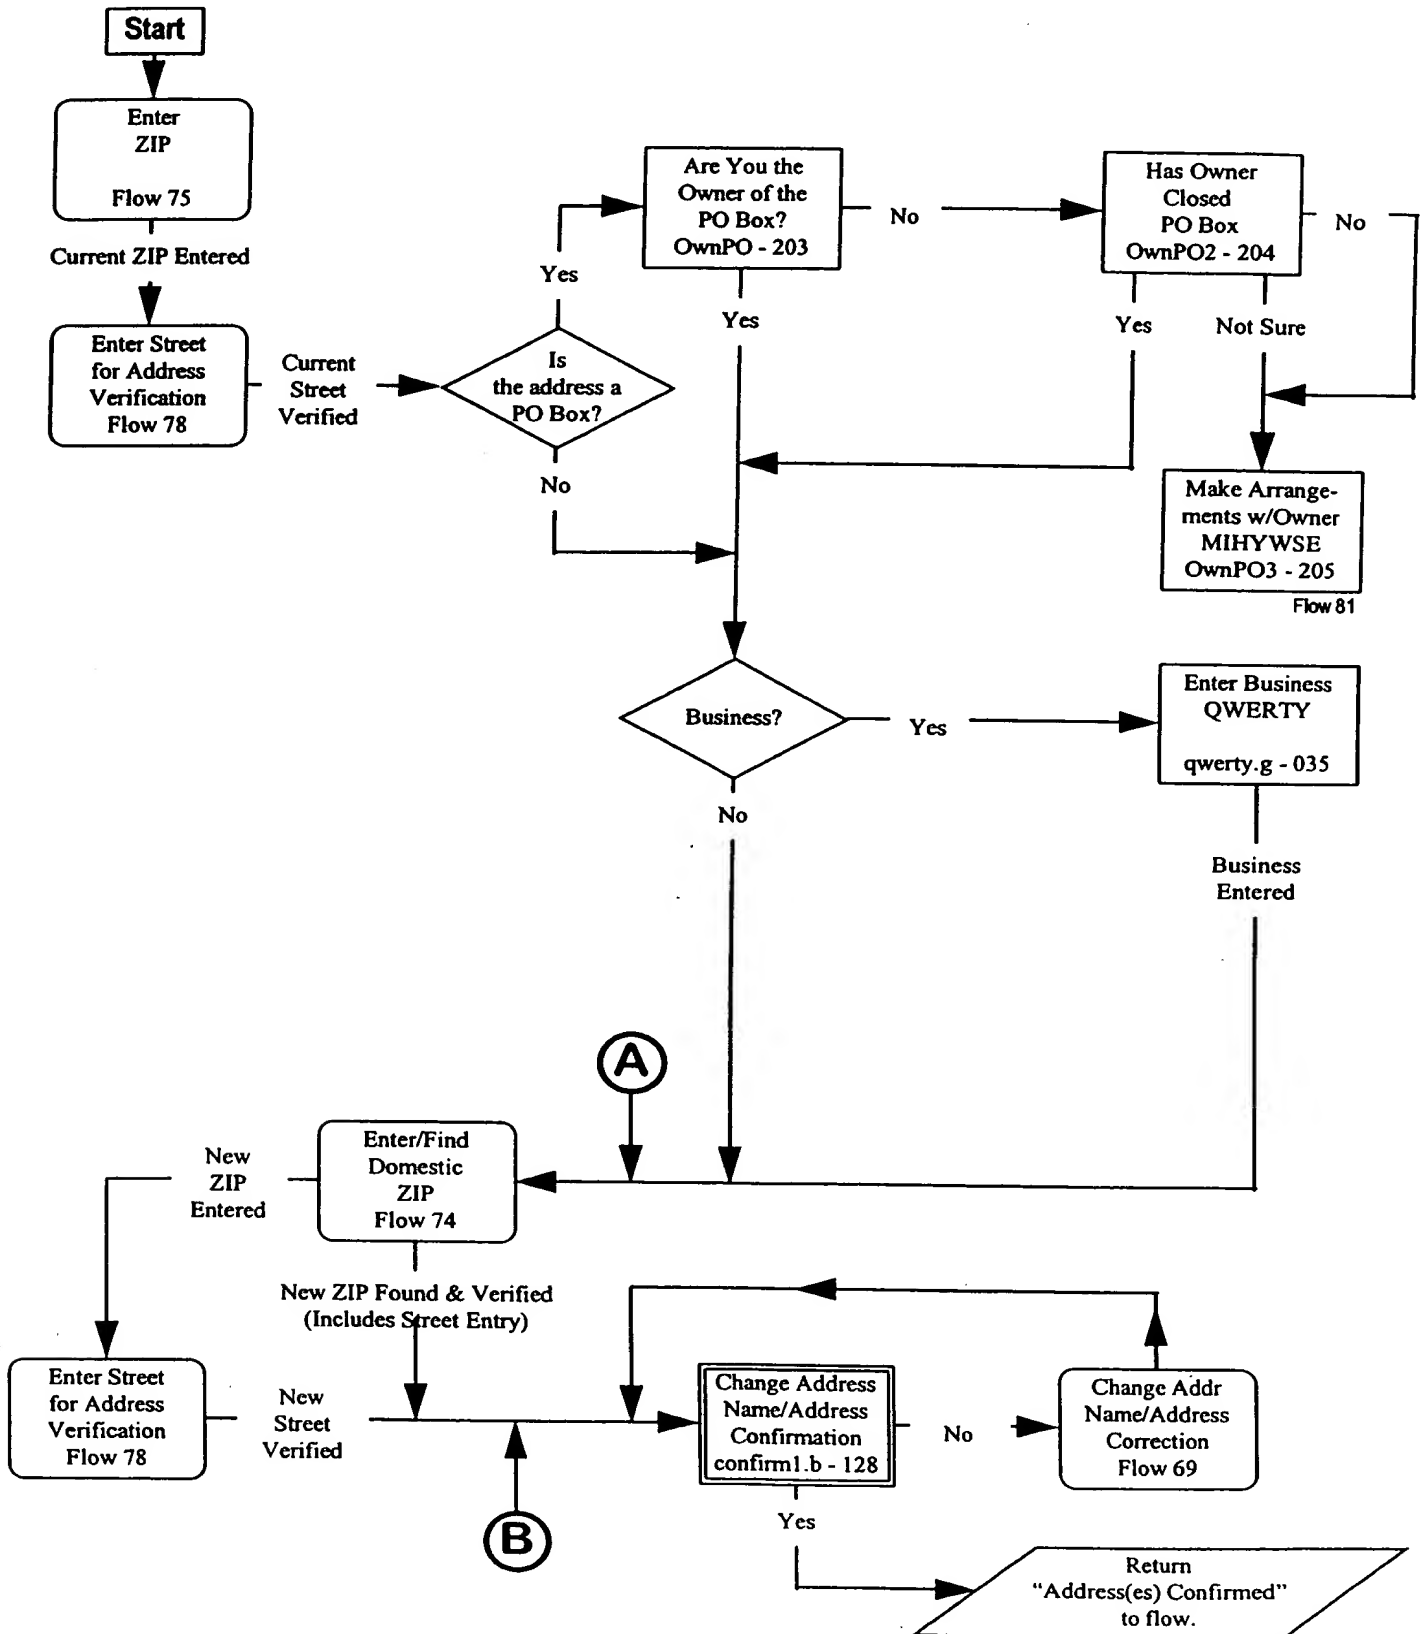 Start
Enter
ZIP
Flow 75
Current ZIP Entered
Enter Street
for Address
Verification
Flow 78
Current
Street
Verified
Is
the address a
PO Box?
Yes
No
Are You the
Owner of the
PO Box?
OwnPO - 203
No
Yes
Has Owner
Closed
PO Box
OwnPO2 - 204
No
Yes
Not Sure
Make Arrange-
ments w/Owner
MIHYWSE
OwnPO3 - 205
Flow 81
Business?
Yes
No
Enter Business
QWERTY
qwerty.g - 035
Business
Entered
A
Enter/Find
Domestic
ZIP
Flow 74
New
ZIP
Entered
New ZIP Found & Verified
(Includes Street Entry)
Enter Street
for Address
Verification
Flow 78
New
Street
Verified
B
Change Address
Name/Address
Confirmation
confirm1.b - 128
No
Yes
Change Addr
Name/Address
Correction
Flow 69
Return
“Address(es) Confirmed”
to flow.